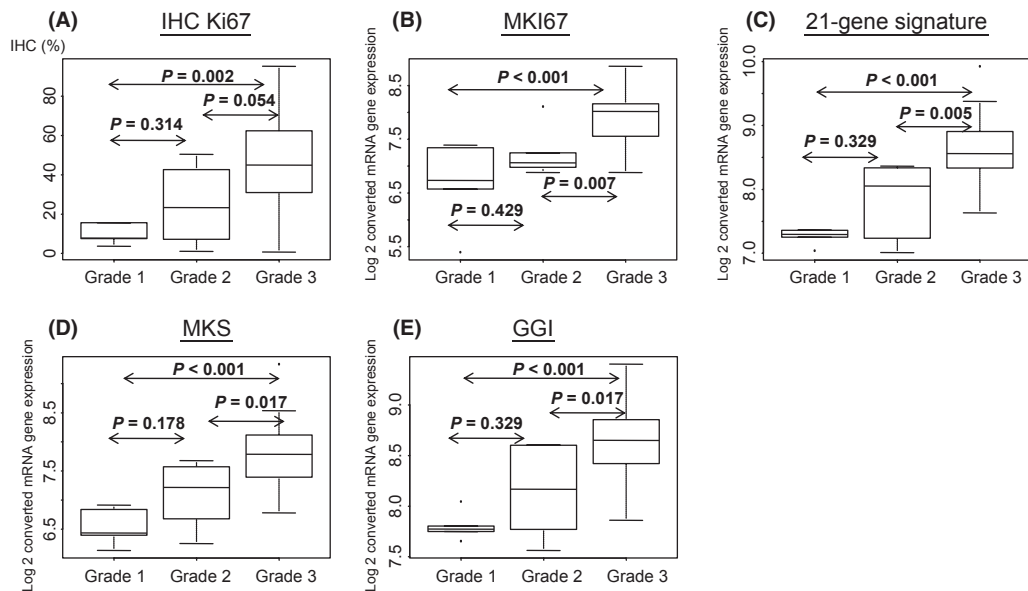 (A) IHC Ki67
IHC (%)
80
60
40
20
0
P = 0.002
P = 0.054
P = 0.314
Grade 1 Grade 2 Grade 3
(B) MKI67
Log 2 converted mRNA gene expression
8.5
7.5
6.5
5.5
P < 0.001
P = 0.007
P = 0.429
Grade 1 Grade 2 Grade 3
(C) 21-gene signature
Log 2 converted mRNA gene expression
10.0
9.0
8.0
7.0
P < 0.001
P = 0.005
P = 0.329
Grade 1 Grade 2 Grade 3
(D) MKS
Log 2 converted mRNA gene expression
8.5
7.5
6.5
P < 0.001
P = 0.017
P = 0.178
Grade 1 Grade 2 Grade 3
(E) GGI
Log 2 converted mRNA gene expression
9.0
8.5
8.0
7.5
P < 0.001
P = 0.017
P = 0.329
Grade 1 Grade 2 Grade 3